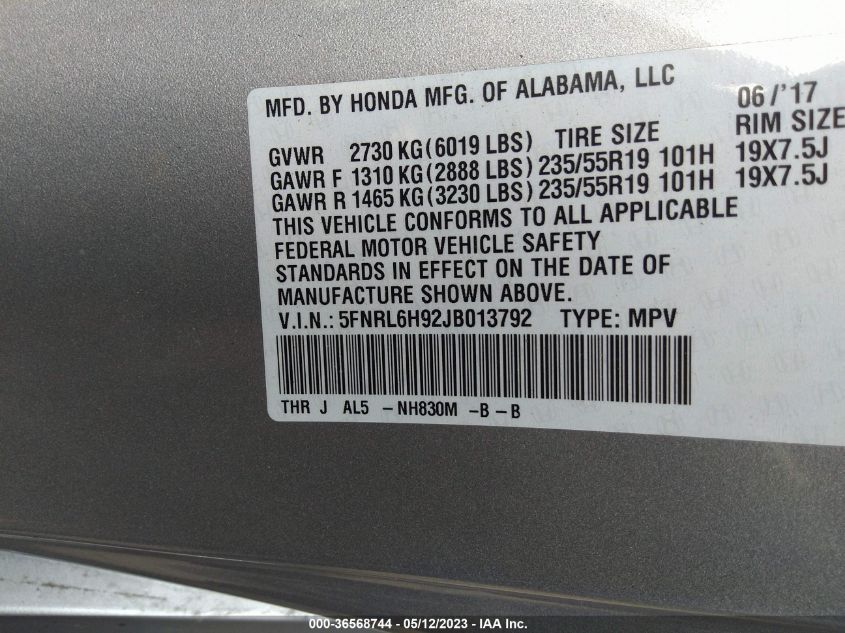 MFD. BY HONDA MFG. OF ALABAMA, LLC 06/'17
GVWR 2730 KG(6019 LBS) TIRE SIZE RIM SIZE
GAWR F 1310 KG(2888 LBS) 235/55R19 101H 19X7.5J
GAWR R 1465 KG(3230 LBS) 235/55R19 101H 19X7.5J
THIS VEHICLE CONFORMS TO ALL APPLICABLE
FEDERAL MOTOR VEHICLE SAFETY
STANDARDS IN EFFECT ON THE DATE OF
MANUFACTURE SHOWN ABOVE.
V.I.N.: 5FNRL6H92JB013792 TYPE: MPV
THR J AL5 -NH830M -B-B
000-36568744 - 05/12/2023 - IAA Inc.